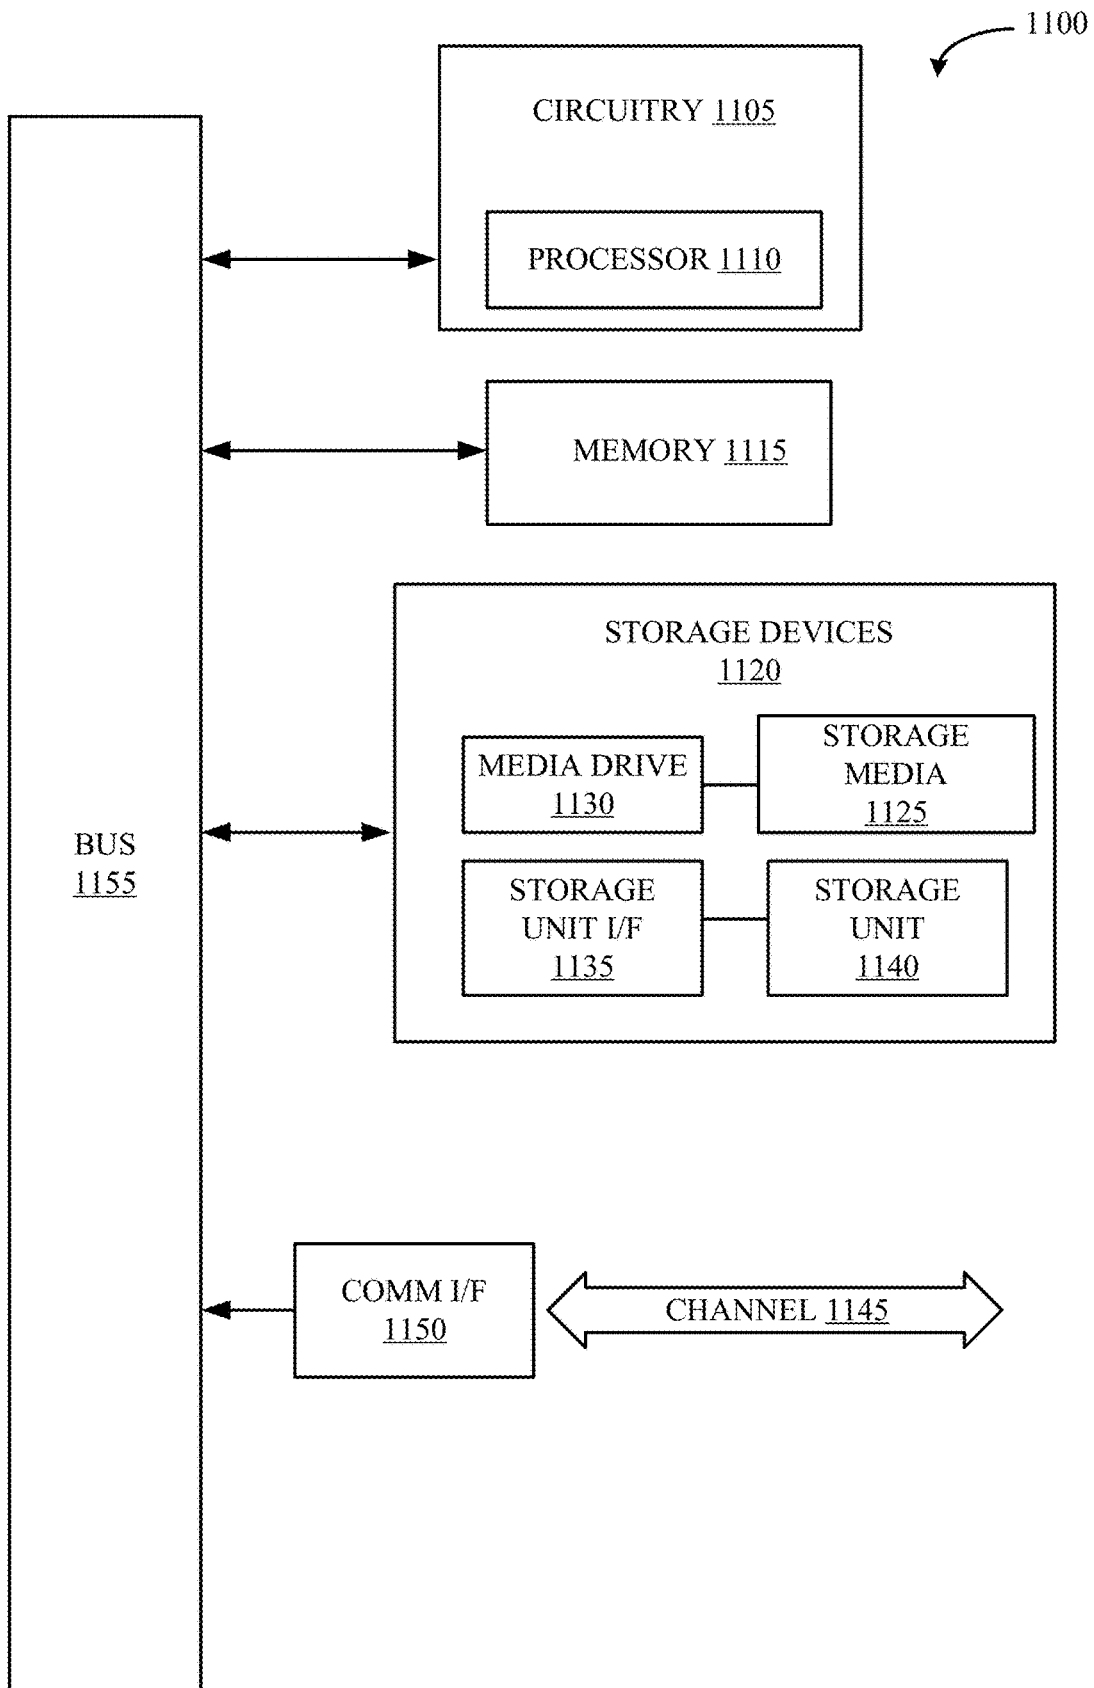 1100
CIRCUITRY 1105
PROCESSOR 1110
MEMORY 1115
STORAGE DEVICES
1120
MEDIA DRIVE
1130
STORAGE
MEDIA
1125
STORAGE
UNIT I/F
1135
STORAGE
UNIT
1140
BUS
1155
COMM I/F
1150
CHANNEL 1145